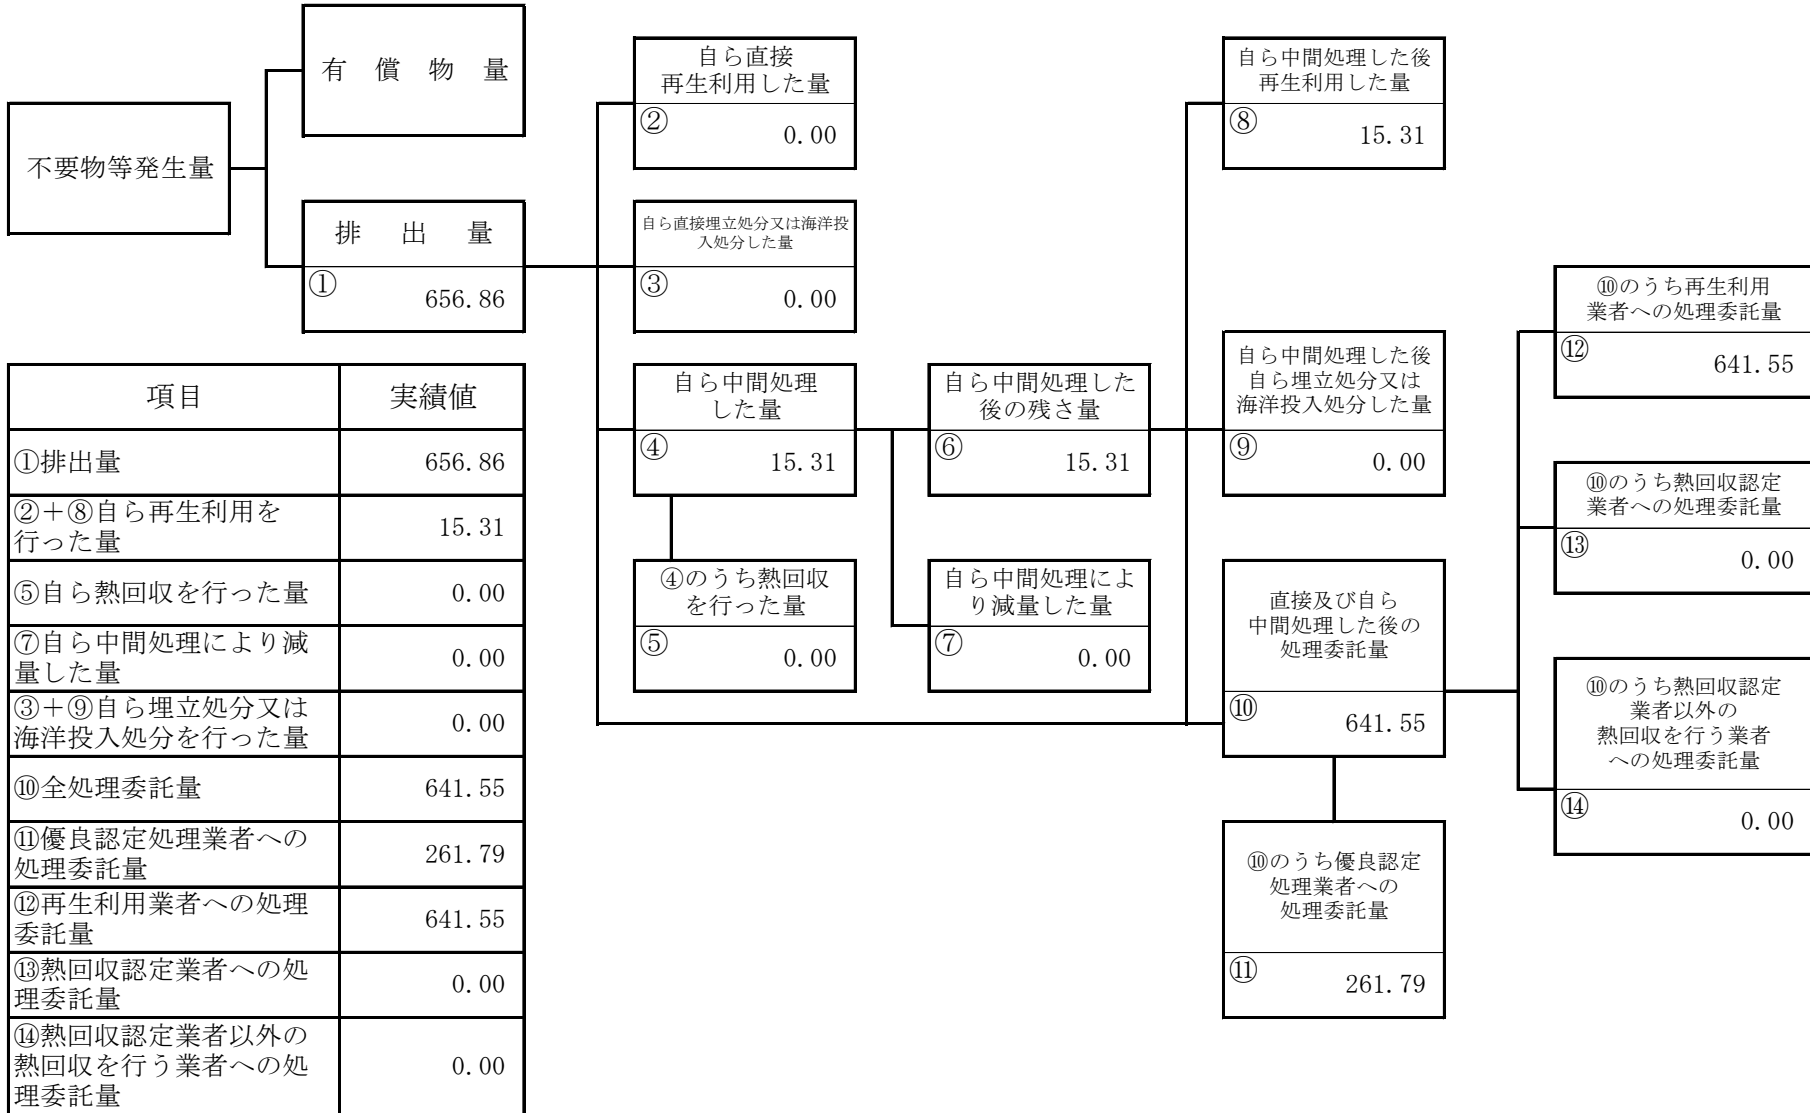 有償物量
不要物等発生量
排出量
①
656.86
自ら直接
再生利用した量
②
0.00
自ら直接埋立処分又は海洋投
入処分した量
③
0.00
自ら中間処理
した量
④
15.31
④のうち熱回収
を行った量
⑤
0.00
自ら中間処理した
後の残さ量
⑥
15.31
自ら中間処理によ
り減量した量
⑦
0.00
自ら中間処理した後
再生利用した量
⑧
15.31
自ら中間処理した後
自ら埋立処分又は
海洋投入処分した量
⑨
0.00
直接及び自ら
中間処理した後の
処理委託量
⑩
641.55
⑩のうち優良認定
処理業者への
処理委託量
⑪
261.79
⑩のうち再生利用
業者への処理委託量
⑫
641.55
⑩のうち熱回収認定
業者への処理委託量
⑬
0.00
⑩のうち熱回収認定
業者以外の
熱回収を行う業者
への処理委託量
⑭
0.00
項目 実績値
①排出量 656.86
②＋⑧自ら再生利用を
行った量 15.31
⑤自ら熱回収を行った量 0.00
⑦自ら中間処理により減
量した量 0.00
③＋⑨自ら埋立処分又は
海洋投入処分を行った量 0.00
⑩全処理委託量 641.55
⑪優良認定処理業者への
処理委託量 261.79
⑫再生利用業者への処理
委託量 641.55
⑬熱回収認定業者への処
理委託量 0.00
⑭熱回収認定業者以外の
熱回収を行う業者への処
理委託量 0.00